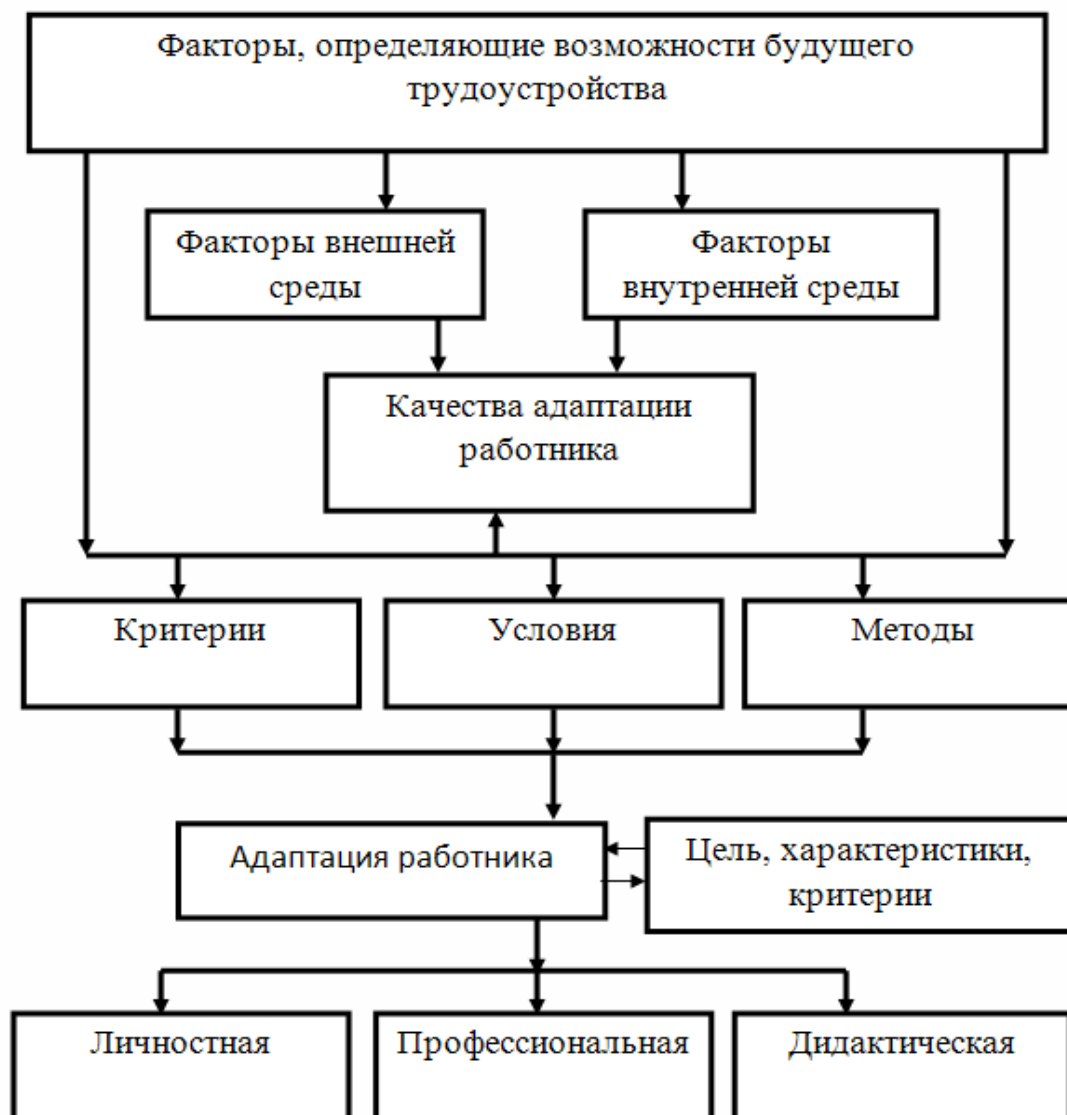 Факторы, определяющие возможности будущего
трудоустройства
Факторы внешней
среды
Факторы
внутренней среды
Качества адаптации
работника
Критерии
Условия
Методы
Адаптация работника
Цель, характеристики,
критерии
Личностная
Профессиональная
Дидактическая